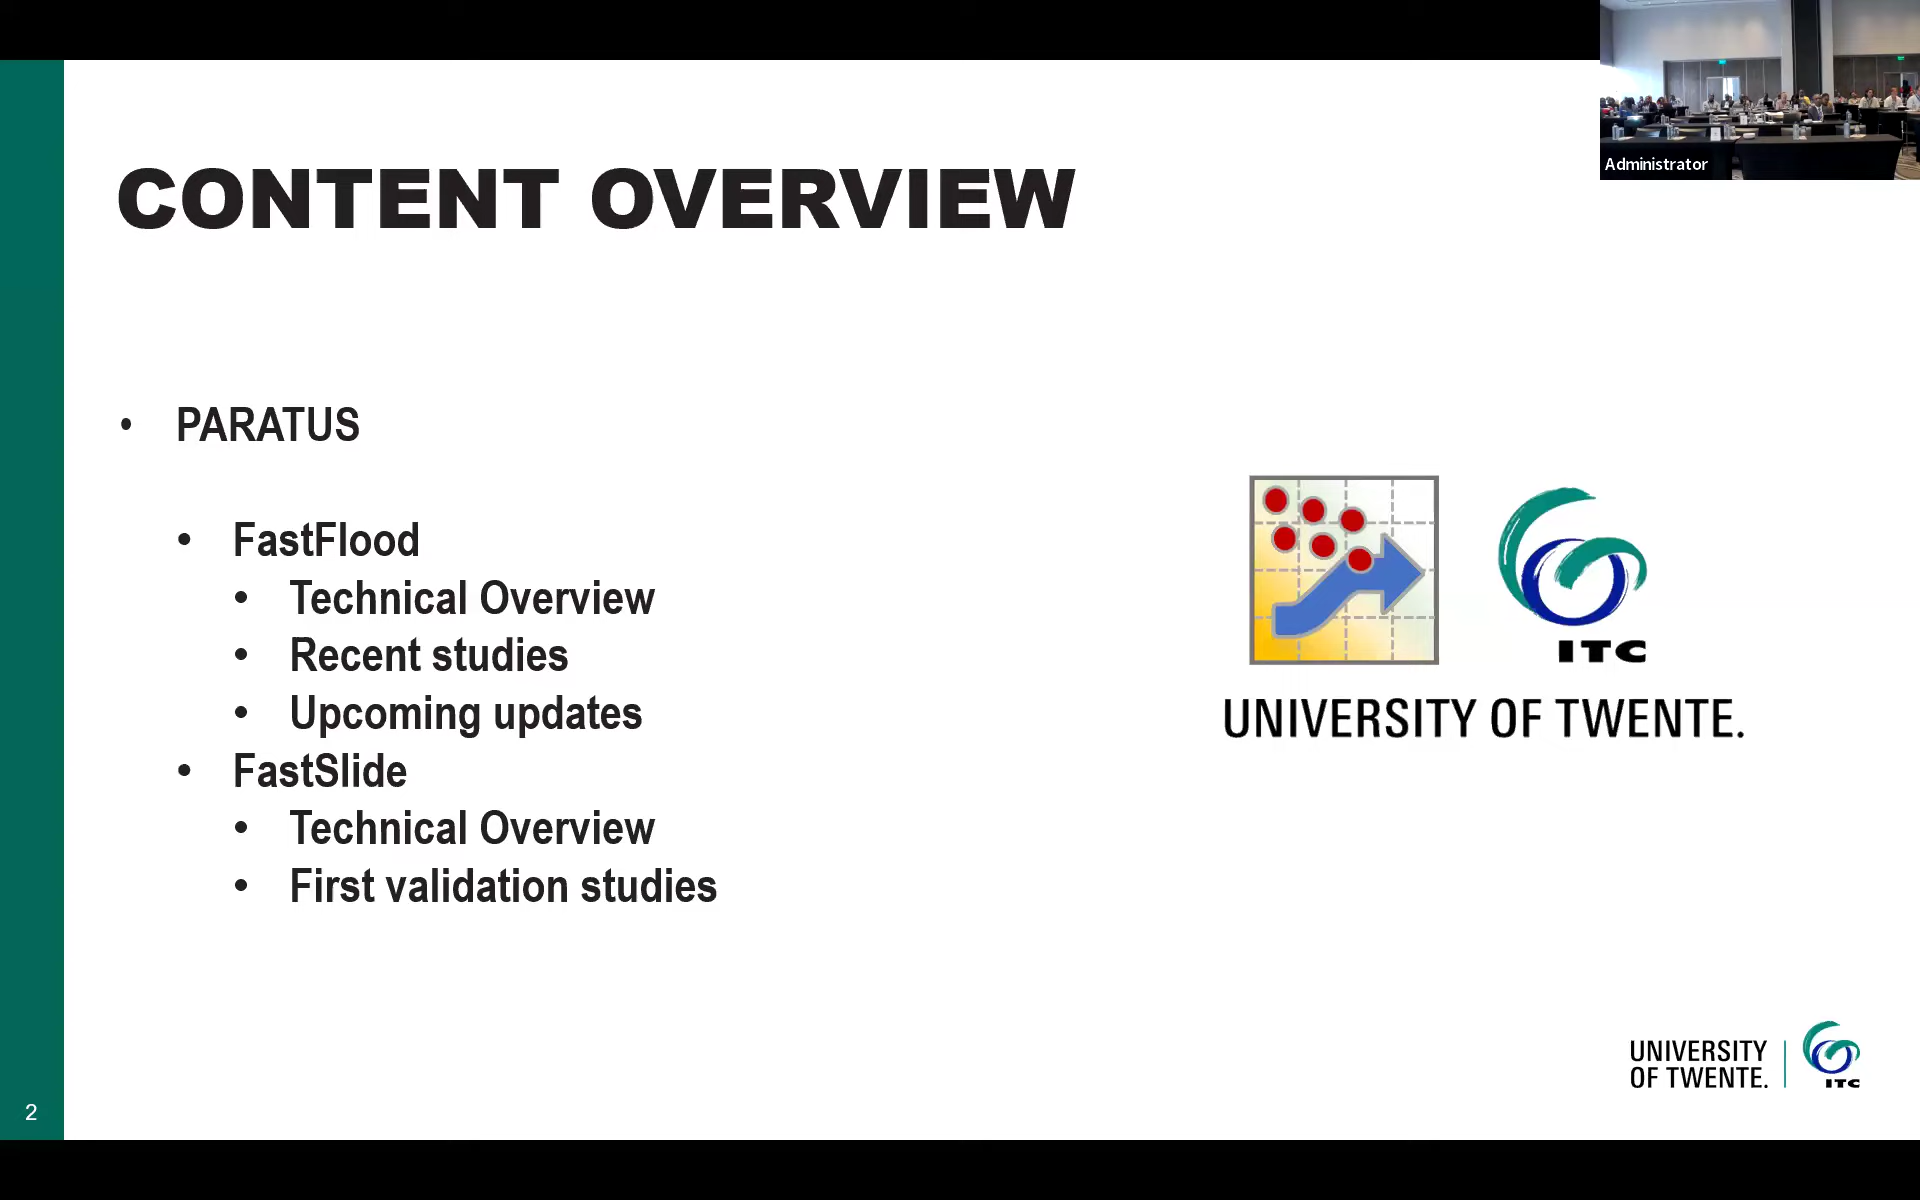 Administrator
CONTENT OVERVIEW
• PARATUS
• FastFlood
• Technical Overview
• Recent studies
• Upcoming updates
• FastSlide
• Technical Overview
• First validation studies
ITC
UNIVERSITY OF TWENTE.
UNIVERSITY
OF TWENTE.
ITC
2